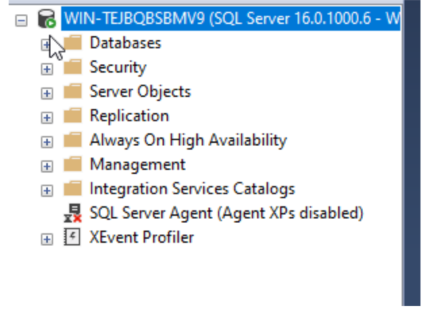 WIN-TEJBQBSBMV9 (SQL Server 16.0.1000.6 - W
Databases
Security
Server Objects
Replication
Always On High Availability
Management
Integration Services Catalogs
SQL Server Agent (Agent XPs disabled)
XEvent Profiler